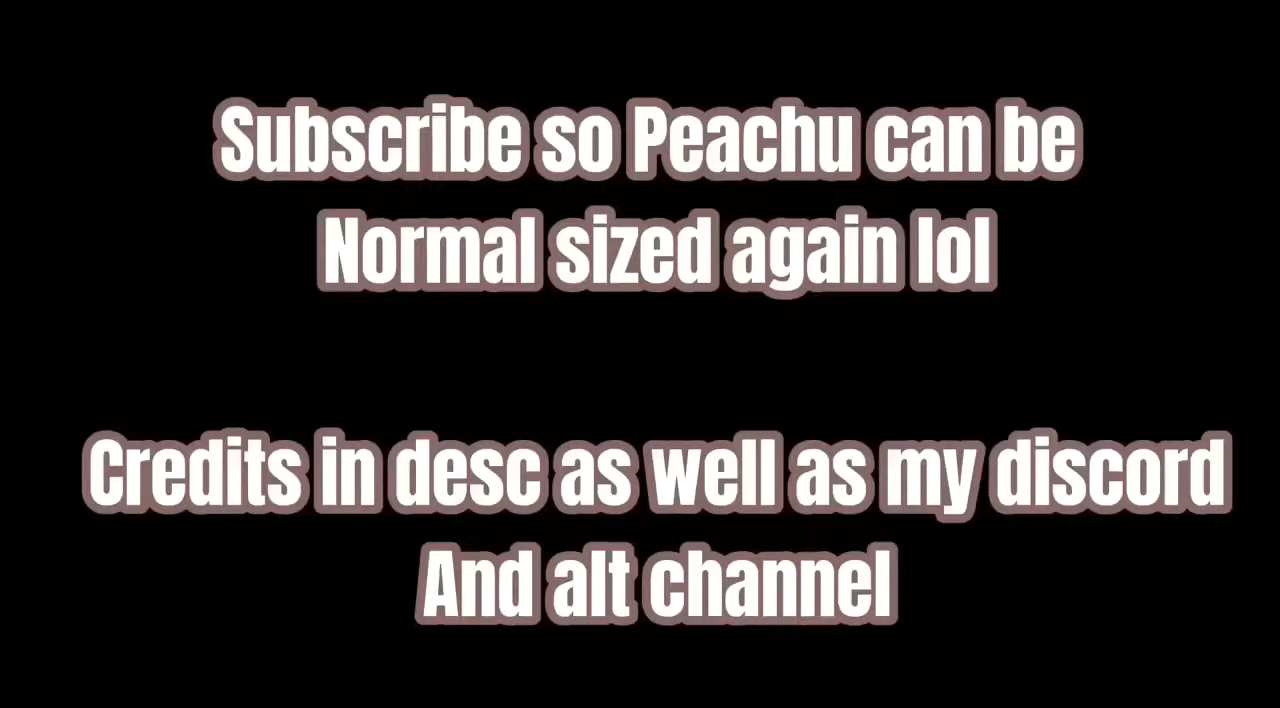 Subscribe so Peachu can be
Normal sized again lol
Credits in desc as well as my discord
And alt channel